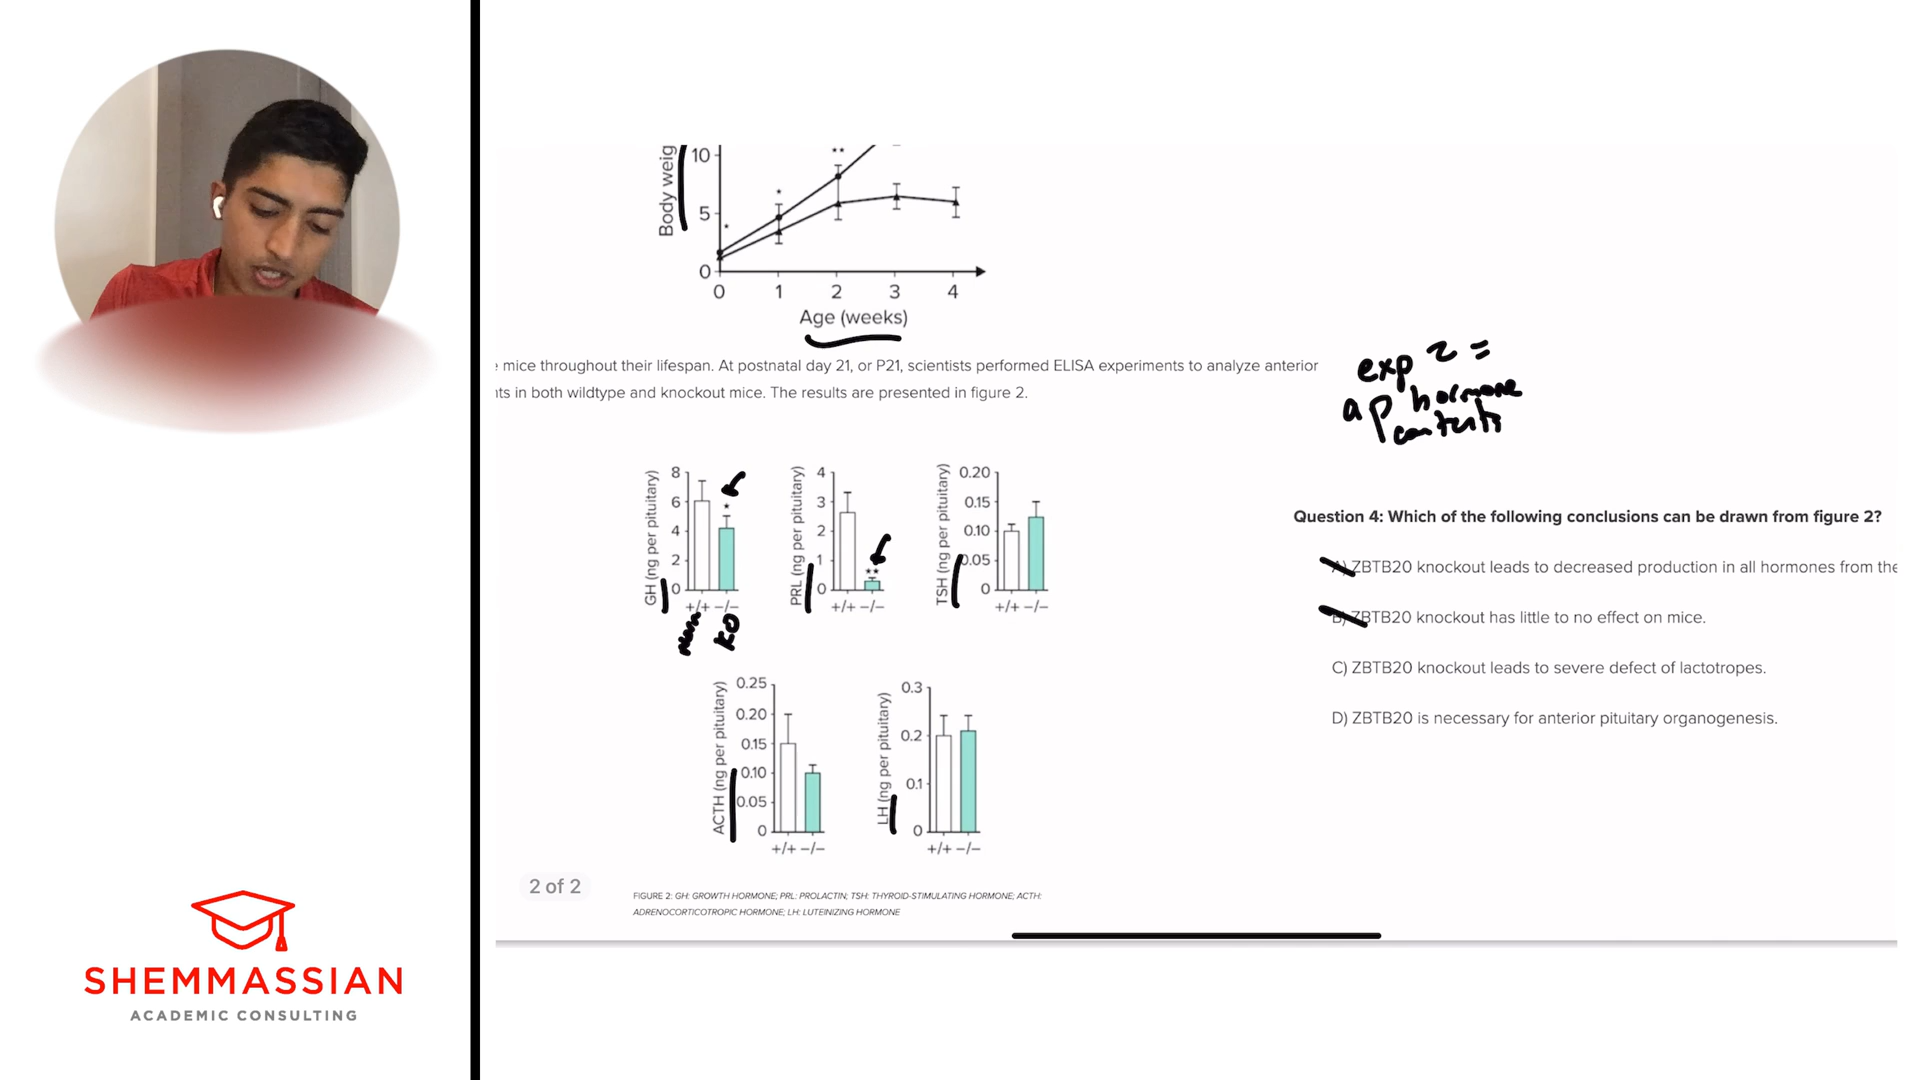 Body weig
10
5
0
**
*
*
0 1 2 3 4
Age (weeks)
mice throughout their lifespan. At postnatal day 21, or P21, scientists performed ELISA experiments to analyze anterior
in both wildtype and knockout mice. The results are presented in figure 2.
exp 2 =
ap hormone
contents
GH (ng per pituitary)
8
6
4
2
0
*
+/+ −/−
KO
PRL (ng per pituitary)
4
3
2
1
0
**
+/+ −/−
TSH (ng per pituitary)
0.20
0.15
0.10
0.05
0
+/+ −/−
ACTH (ng per pituitary)
0.25
0.20
0.15
0.10
0.05
0
+/+ −/−
LH (ng per pituitary)
0.3
0.2
0.1
0
+/+ −/−
2 of 2
FIGURE 2: GH: GROWTH HORMONE; PRL: PROLACTIN; TSH: THYROID-STIMULATING HORMONE; ACTH:
ADRENOCORTICOTROPIC HORMONE; LH: LUTEINIZING HORMONE
Question 4: Which of the following conclusions can be drawn from figure 2?
A) ZBTB20 knockout leads to decreased production in all hormones from the
B) ZBTB20 knockout has little to no effect on mice.
C) ZBTB20 knockout leads to severe defect of lactotropes.
D) ZBTB20 is necessary for anterior pituitary organogenesis.
SHEMMASSIAN
ACADEMIC CONSULTING